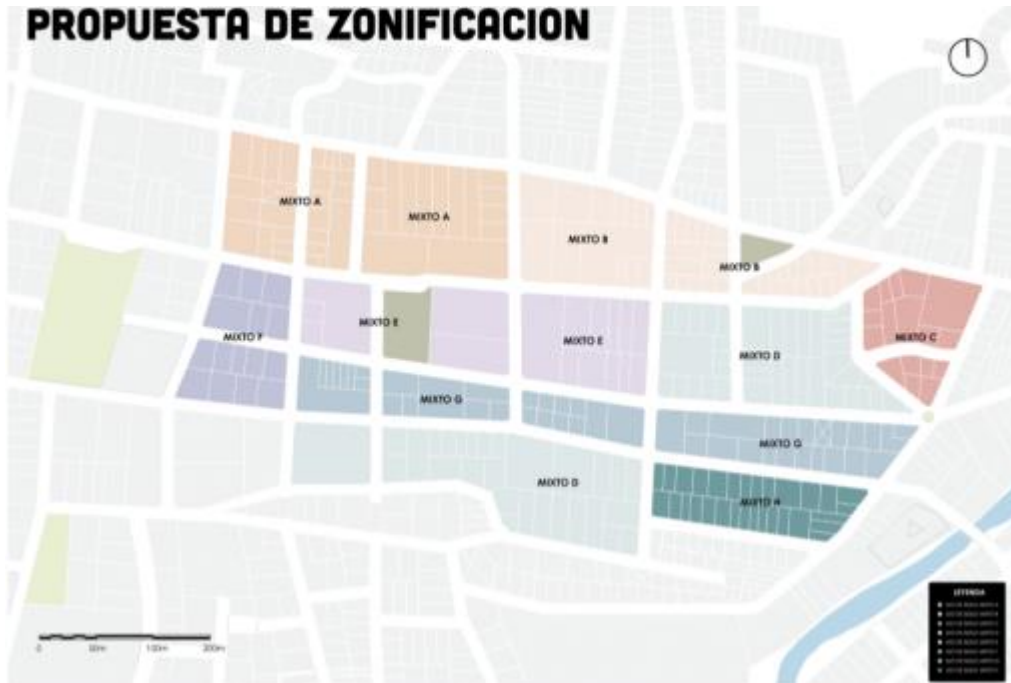 PROPUESTA DE ZONIFICACION
MIXTO A
MIXTO A
MIXTO B
MIXTO B
MIXTO E
MIXTO F
MIXTO E
MIXTO C
MIXTO D
MIXTO G
MIXTO G
MIXTO D
MIXTO H
LEYENDA
0 50m 100m 200m